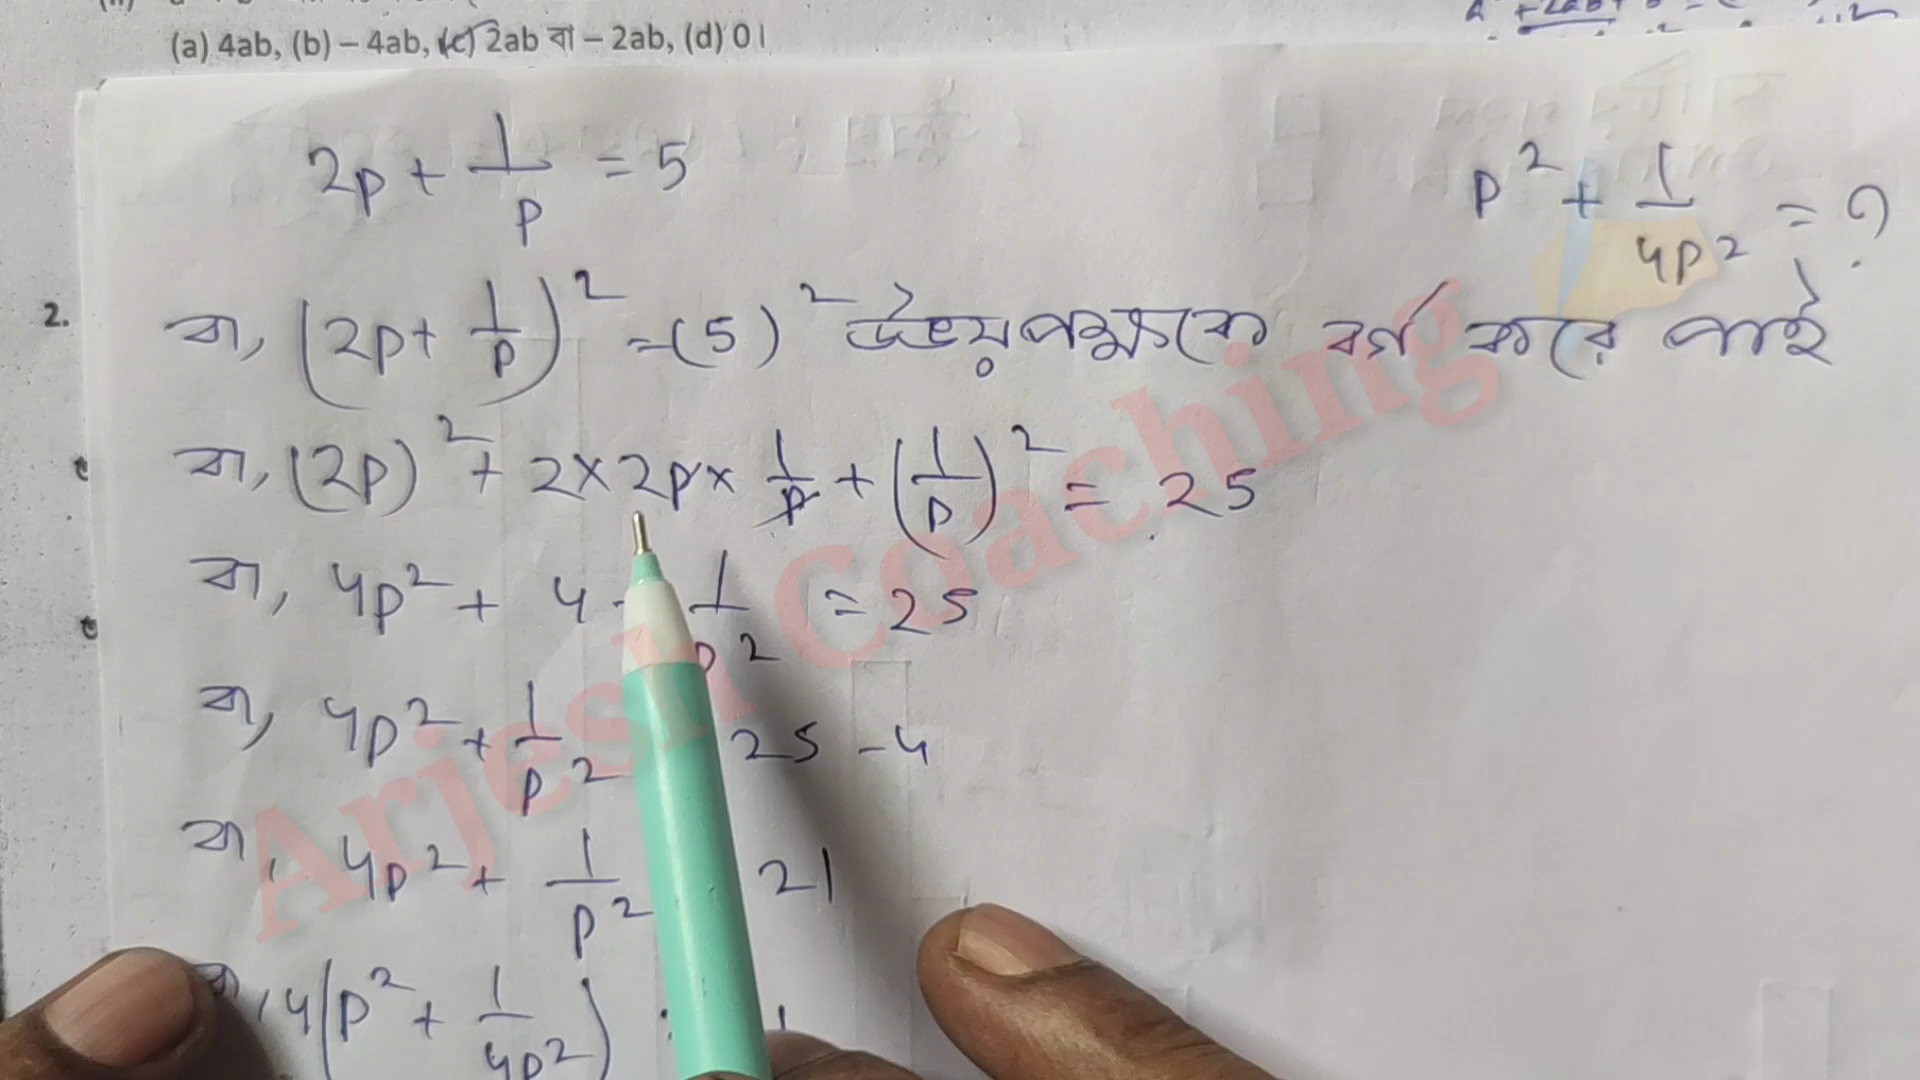 (a) 4ab, (b) – 4ab, (c) 2ab বা – 2ab, (d) 0।
2p + 1/p = 5
p² + 1/4p² = ?
2.
বা, (2p + 1/p)² = (5)² উভয়পক্ষকে বর্গ করে পাই
বা, (2p)² + 2 × 2p × 1/p + (1/p)² = 25
বা, 4p² + 4 + 1/p² = 25
বা, 4p² + 1/p² 25 - 4
বা, 4p² + 1/p² 21
বা, 4(p² + 1/4p²)
Arjesh Coaching